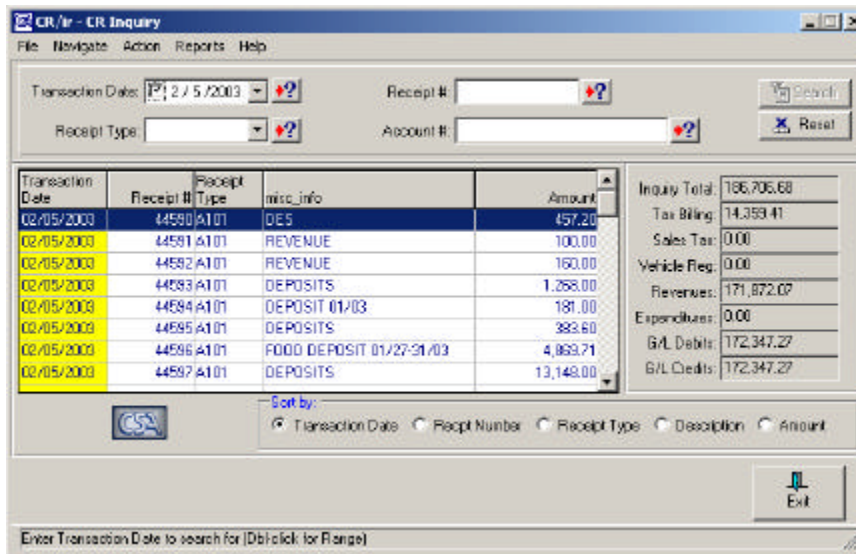 CR/ir - CR Inquiry
File Navigate Action Reports Help
Transaction Date: 2 / 5 /2003 Receipt #:
Search
Receipt Type: Account #:
Reset
Transaction Date Receipt # Receipt Type misc_info Amount
02/05/2003 44590 A101 DES 457.20
02/05/2003 44591 A101 REVENUE 100.00
02/05/2003 44592 A101 REVENUE 160.00
02/05/2003 44593 A101 DEPOSITS 1,268.00
02/05/2003 44594 A101 DEPOSIT 01/03 181.00
02/05/2003 44595 A101 DEPOSITS 383.60
02/05/2003 44596 A101 FOOD DEPOSIT 01/27-31/03 4,869.71
02/05/2003 44597 A101 DEPOSITS 13,148.00
Inquiry Total: 186,706.68
Tax Billing: 14,359.41
Sales Tax: 0.00
Vehicle Reg: 0.00
Revenues: 171,872.07
Expenditures: 0.00
G/L Debits: 172,347.27
G/L Credits: 172,347.27
CSA
Sort by:
Transaction Date Recpt Number Receipt Type Description Amount
Exit
Enter Transaction Date to search for (Dbl-click for Range)